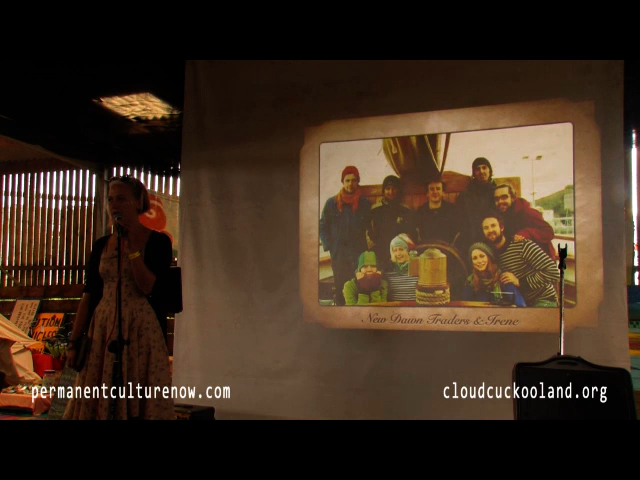 New Dawn Traders & Irene
permanentculturenow.com
cloudcuckooland.org